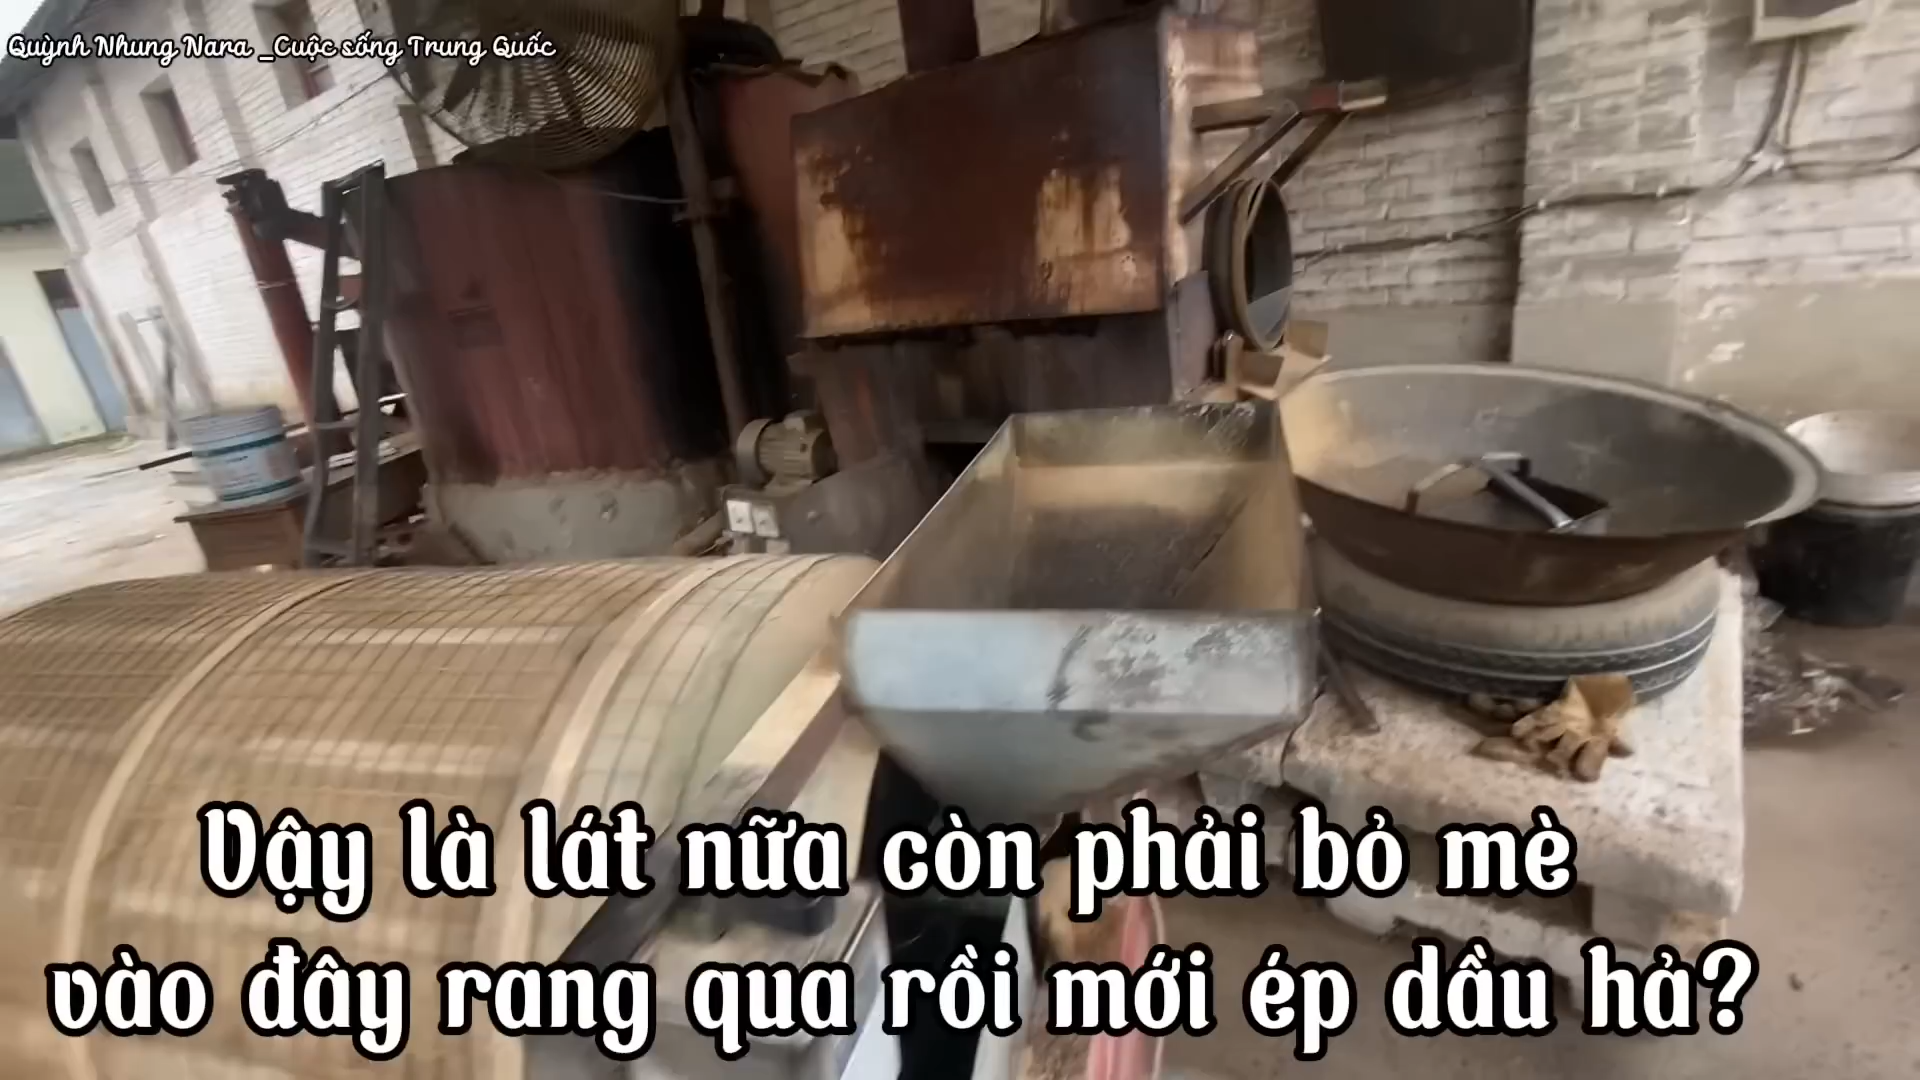 Quỳnh Nhung Nara _Cuộc sống Trung Quốc
Vậy là lát nữa còn phải bỏ mè
vào đây rang qua rồi mới ép dầu hả?